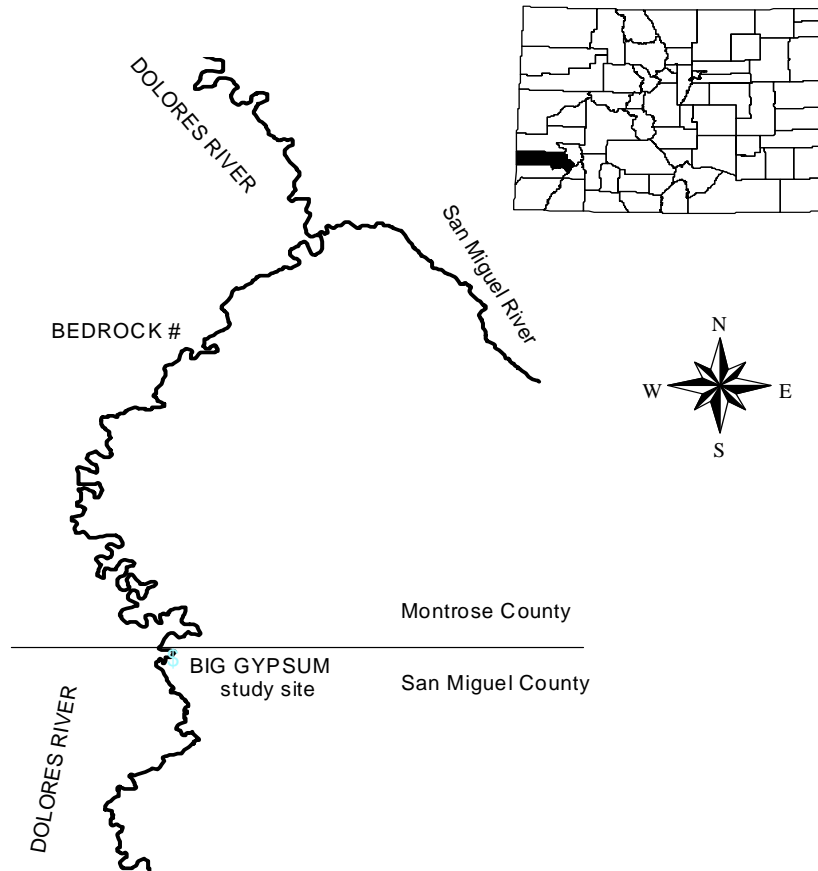 DOLORES RIVER
San Miguel River
BEDROCK #
N
W
E
S
Montrose County
BIG GYPSUM
study site
San Miguel County
DOLORES RIVER